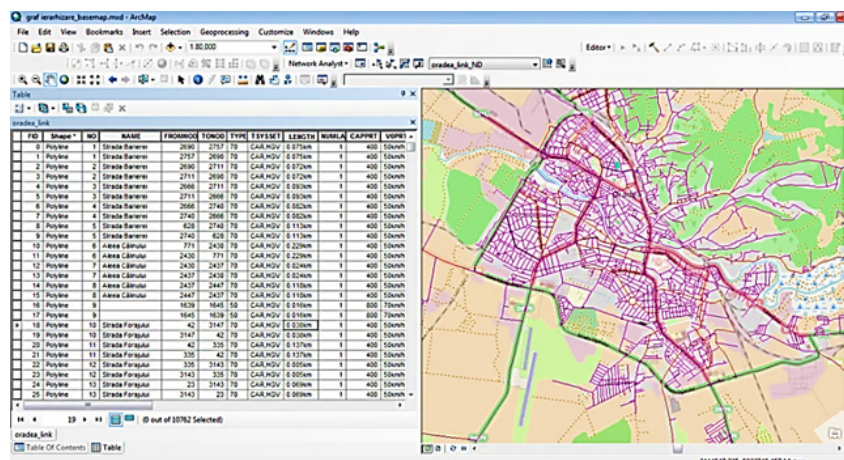 graf ierarhizare_basemap.mxd - ArcMap
File Edit View Bookmarks Insert Selection Geoprocessing Customize Windows Help
1:80,000
Editor
Network Analyst oradea_link_ND
Table
oradea_link
FID Shape * NO NAME FROMNOD TONOD TYPE TSYSSET LENGTH NUMLA CAPPRT V0PRT
0 Polyline 1 Strada Barierei 2690 2757 70 CAR,HGV 0.075km 1 400 50km/h
1 Polyline 1 Strada Barierei 2757 2690 70 CAR,HGV 0.075km 1 400 50km/h
2 Polyline 2 Strada Barierei 2690 2711 70 CAR,HGV 0.072km 1 400 50km/h
3 Polyline 2 Strada Barierei 2711 2690 70 CAR,HGV 0.072km 1 400 50km/h
4 Polyline 3 Strada Barierei 2666 2711 70 CAR,HGV 0.093km 1 400 50km/h
5 Polyline 3 Strada Barierei 2711 2666 70 CAR,HGV 0.093km 1 400 50km/h
6 Polyline 4 Strada Barierei 2666 2740 70 CAR,HGV 0.082km 1 400 50km/h
7 Polyline 4 Strada Barierei 2740 2666 70 CAR,HGV 0.082km 1 400 50km/h
8 Polyline 5 Strada Barierei 628 2740 70 CAR,HGV 0.113km 1 400 50km/h
9 Polyline 5 Strada Barierei 2740 628 70 CAR,HGV 0.113km 1 400 50km/h
10 Polyline 6 Aleea Călinului 771 2430 70 CAR,HGV 0.229km 1 400 50km/h
11 Polyline 6 Aleea Călinului 2430 771 70 CAR,HGV 0.229km 1 400 50km/h
12 Polyline 7 Aleea Călinului 2430 2437 70 CAR,HGV 0.024km 1 400 50km/h
13 Polyline 7 Aleea Călinului 2437 2430 70 CAR,HGV 0.024km 1 400 50km/h
14 Polyline 8 Aleea Călinului 2437 2447 70 CAR,HGV 0.110km 1 400 50km/h
15 Polyline 8 Aleea Călinului 2447 2437 70 CAR,HGV 0.110km 1 400 50km/h
16 Polyline 9 1639 1645 50 CAR,HGV 0.016km 1 800 70km/h
17 Polyline 9 1645 1639 50 CAR,HGV 0.016km 1 800 70km/h
18 Polyline 10 Strada Forajului 42 3147 70 CAR,HGV 0.038km 1 400 50km/h
19 Polyline 10 Strada Forajului 3147 42 70 CAR,HGV 0.038km 1 400 50km/h
20 Polyline 11 Strada Forajului 42 335 70 CAR,HGV 0.137km 1 400 50km/h
21 Polyline 11 Strada Forajului 335 42 70 CAR,HGV 0.137km 1 400 50km/h
22 Polyline 12 Strada Forajului 335 3143 70 CAR,HGV 0.005km 1 400 50km/h
23 Polyline 12 Strada Forajului 3143 335 70 CAR,HGV 0.005km 1 400 50km/h
24 Polyline 13 Strada Forajului 23 3143 70 CAR,HGV 0.069km 1 400 50km/h
25 Polyline 13 Strada Forajului 3143 23 70 CAR,HGV 0.069km 1 400 50km/h
19 (0 out of 10762 Selected)
oradea_link
Table Of Contents Table